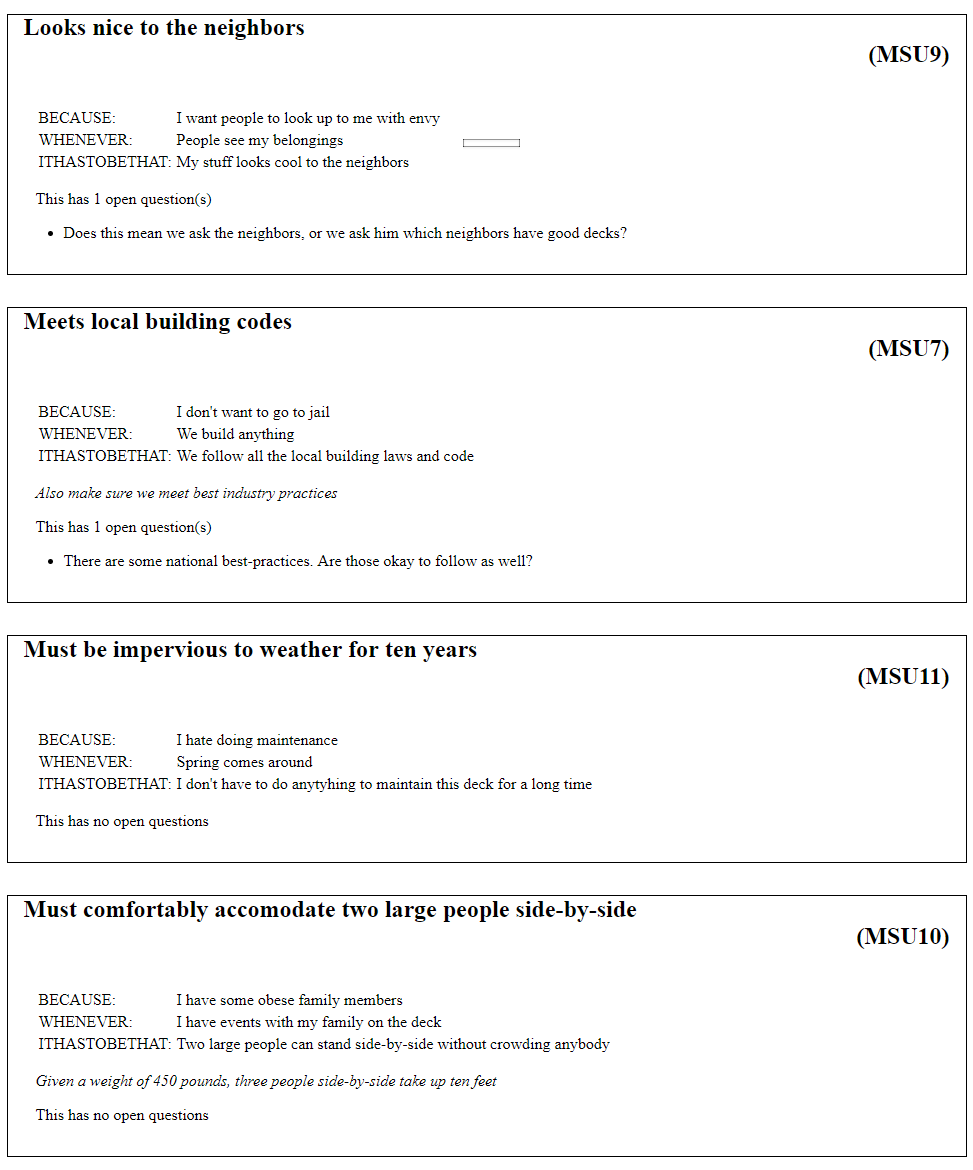 Looks nice to the neighbors
(MSU9)
BECAUSE: I want people to look up to me with envy
WHENEVER: People see my belongings
ITHASTOBETHAT: My stuff looks cool to the neighbors
This has 1 open question(s)
• Does this mean we ask the neighbors, or we ask him which neighbors have good decks?
Meets local building codes
(MSU7)
BECAUSE: I don't want to go to jail
WHENEVER: We build anything
ITHASTOBETHAT: We follow all the local building laws and code
Also make sure we meet best industry practices
This has 1 open question(s)
• There are some national best-practices. Are those okay to follow as well?
Must be impervious to weather for ten years
(MSU11)
BECAUSE: I hate doing maintenance
WHENEVER: Spring comes around
ITHASTOBETHAT: I don't have to do anytyhing to maintain this deck for a long time
This has no open questions
Must comfortably accomodate two large people side-by-side
(MSU10)
BECAUSE: I have some obese family members
WHENEVER: I have events with my family on the deck
ITHASTOBETHAT: Two large people can stand side-by-side without crowding anybody
Given a weight of 450 pounds, three people side-by-side take up ten feet
This has no open questions